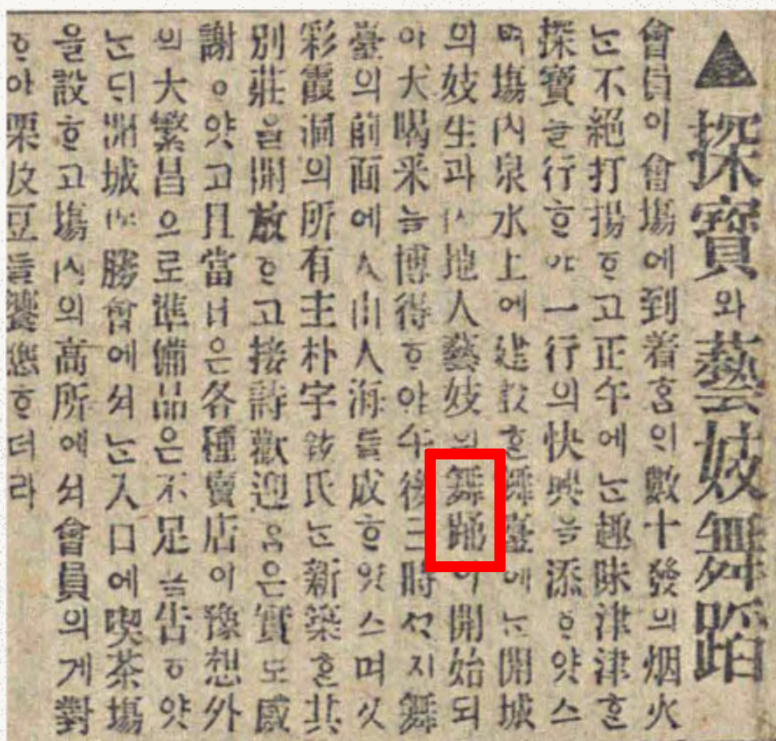 ▲探寶와藝妓舞蹈
會員이會塲에到着홈의數十發의烟火
는不絕打揚ᄒᆞ고正午에는趣味津津ᄒᆞᆫ
探寶를行ᄒᆞ야一行의快興을添ᄒᆞ얏스
며塲內泉水上에建設ᄒᆞᆫ舞臺에는開城
의妓生과內地人藝妓의舞踊이開始되
야大喝采를博得ᄒᆞ야午後三時ᄭᆞ지舞
臺의前面에人山人海를成ᄒᆞ얏스며又
彩霞洞의所有主朴宇氏는新築ᄒᆞᆫ其
別莊을開放ᄒᆞ고接詩歡迎홈은實로感
謝ᄒᆞ얏고且當日은各種賣店이豫想外
의大繁昌으로準備品은不足을告ᄒᆞ얏
는ᄃᆡ開城勝會에셔는入口에喫茶塲
을設ᄒᆞ고塲內의高所에셔會員의게對
ᄒᆞ야栗及豆를饗應ᄒᆞ더라